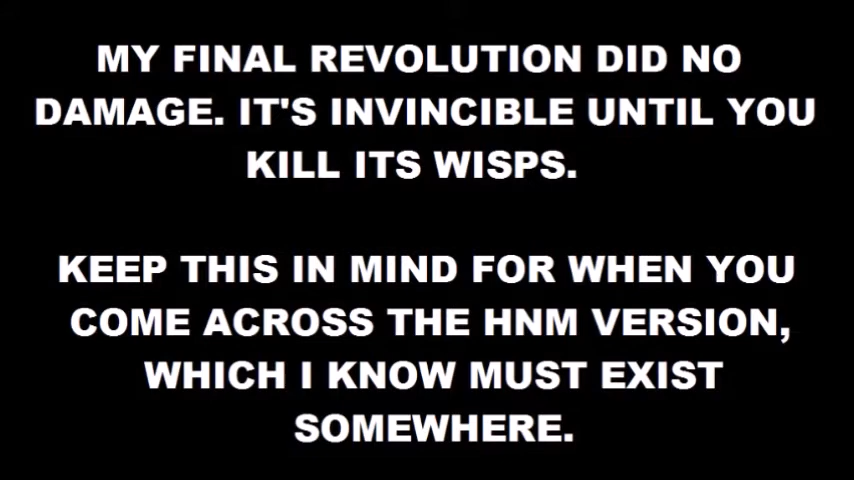 MY FINAL REVOLUTION DID NO
DAMAGE. IT'S INVINCIBLE UNTIL YOU
KILL ITS WISPS.
KEEP THIS IN MIND FOR WHEN YOU
COME ACROSS THE HNM VERSION,
WHICH I KNOW MUST EXIST
SOMEWHERE.